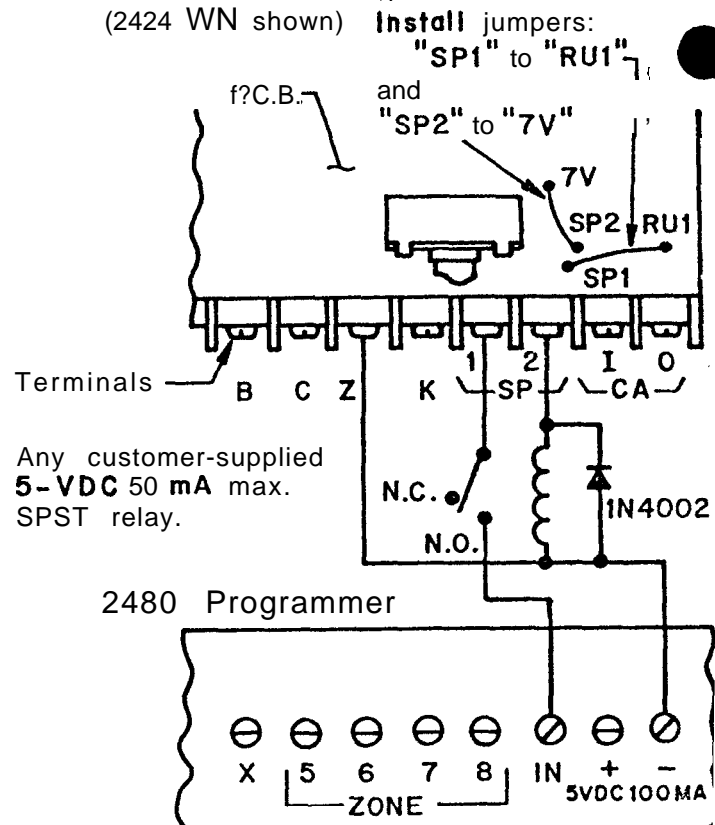 (2424 WN shown) Install jumpers:
"SP1" to "RU1"
f?C.B. and
"SP2" to "7V"
7V
SP2 RU1
SP1
1 2 I O
Terminals B C Z K SP CA
Any customer-supplied
5-VDC 50 mA max.
SPST relay.
N.C.
1N4002
N.O.
2480 Programmer
X 5 6 7 8 IN + -
ZONE 5VDC 100MA